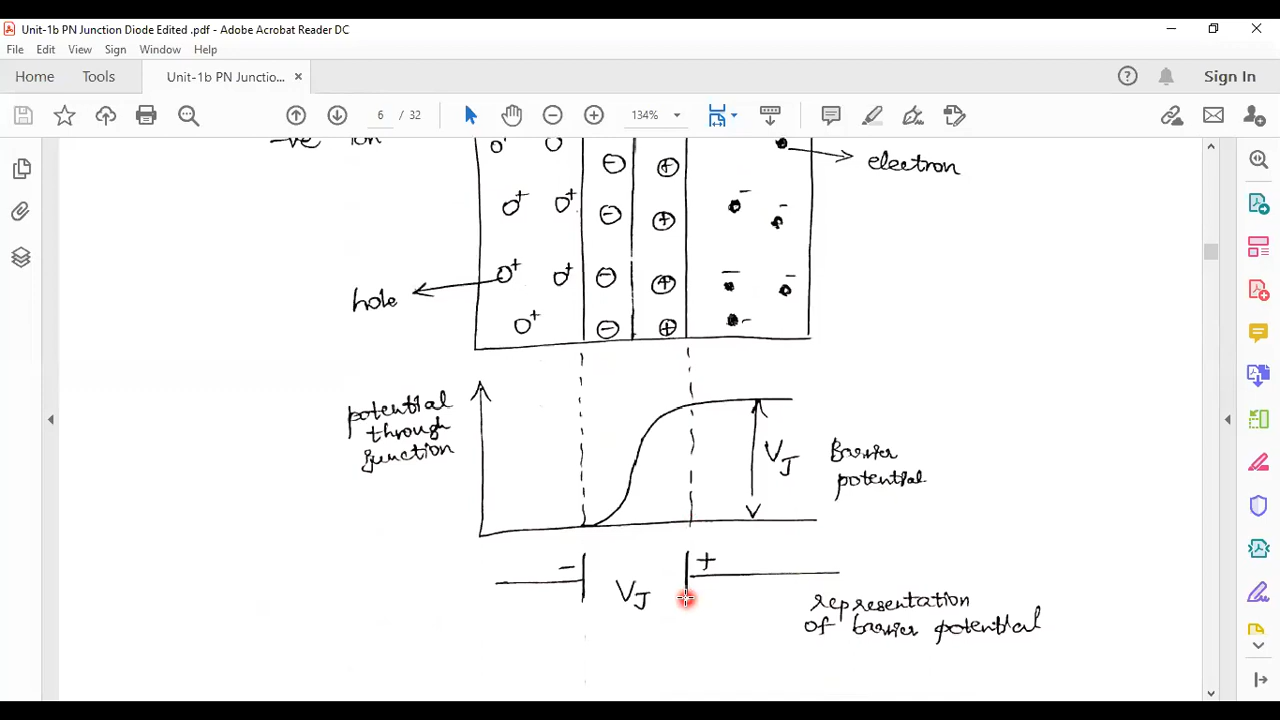 Unit-1b PN Junction Diode Edited .pdf - Adobe Acrobat Reader DC
File Edit View Sign Window Help
Home Tools Unit-1b PN Junctio... × Sign In
6 / 32 134%
-ve ion
electron
hole
potential
through
junction
VJ
Barrier
potential
- +
VJ
representation
of barrier potential